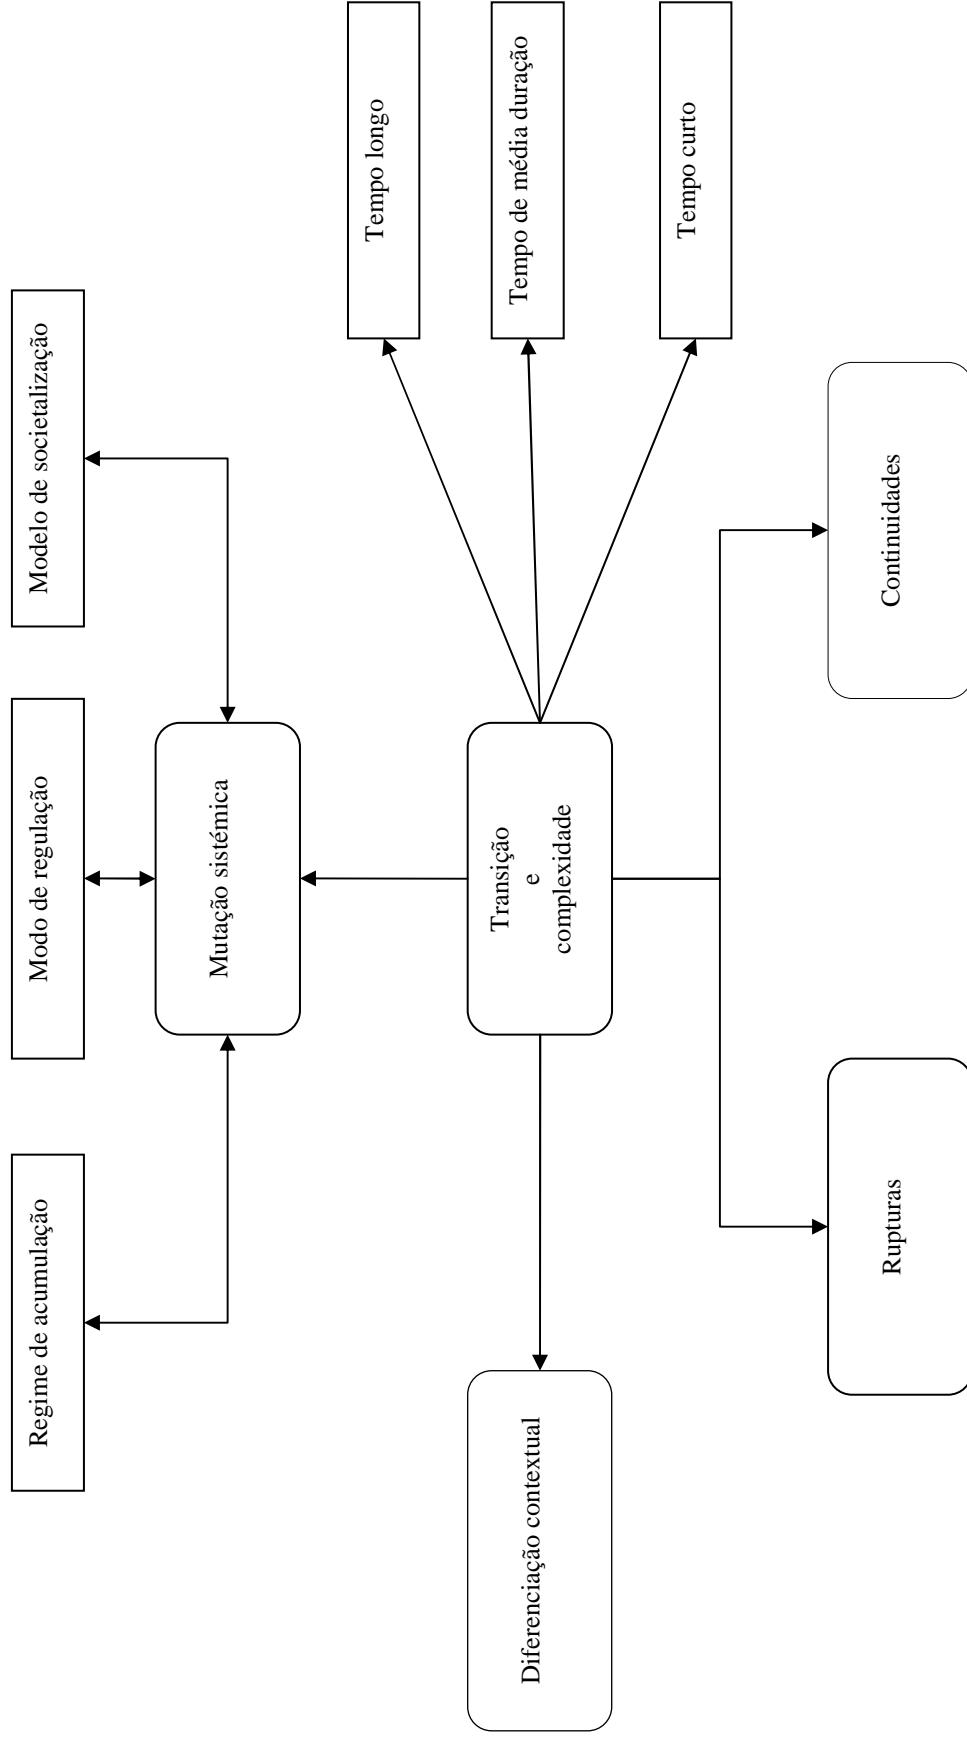 Regime de acumulação
Modo de regulação
Modelo de societalização
Mutação sistémica
Tempo longo
Tempo de média duração
Tempo curto
Transição
e
complexidade
Diferenciação contextual
Rupturas
Continuidades